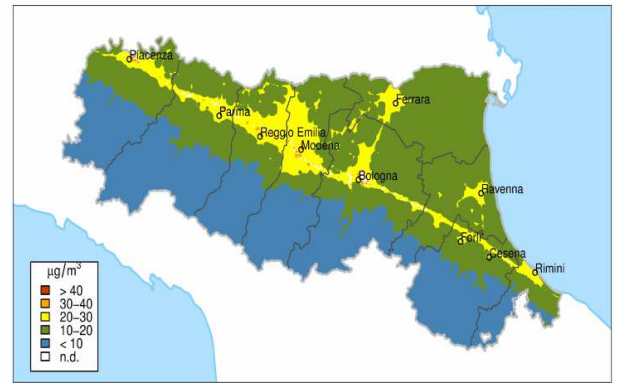 Piacenza
Parma
Reggio Emilia
Modena
Ferrara
Bologna
Ravenna
Forlì
Cesena
Rimini
µg/m³
> 40
30–40
20–30
10–20
< 10
n.d.